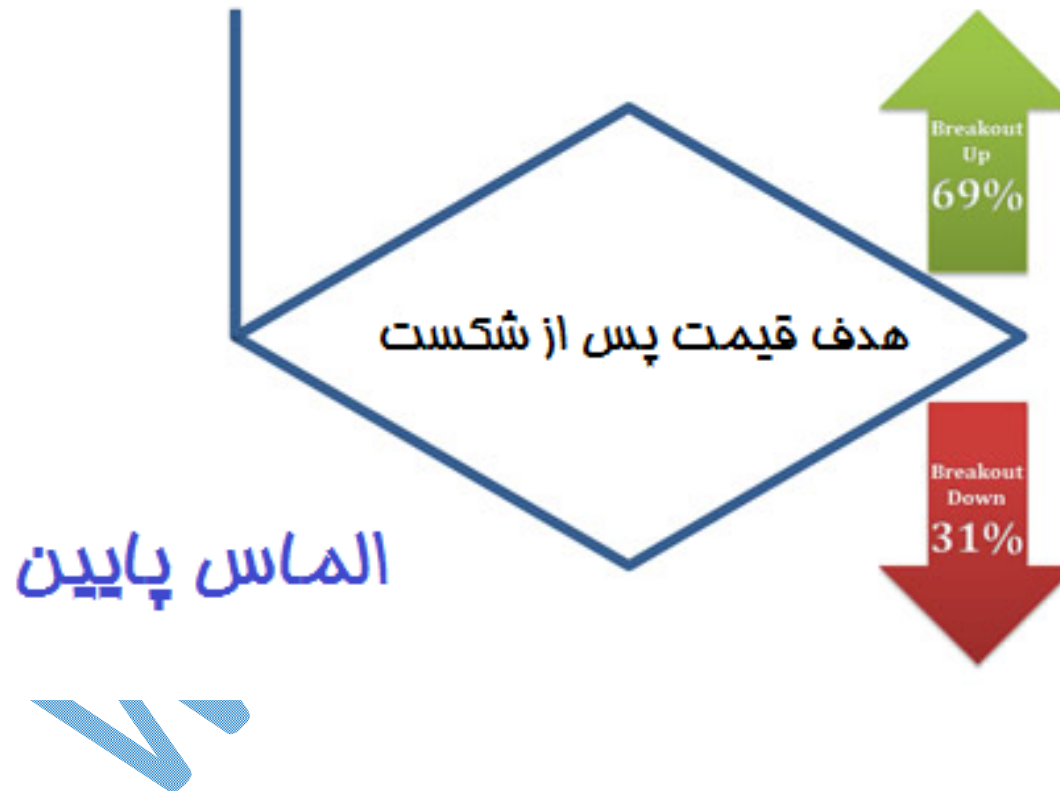 Breakout
Up
69%
هدف قیمت پس از شکست
Breakout
Down
31%
الماس پایین